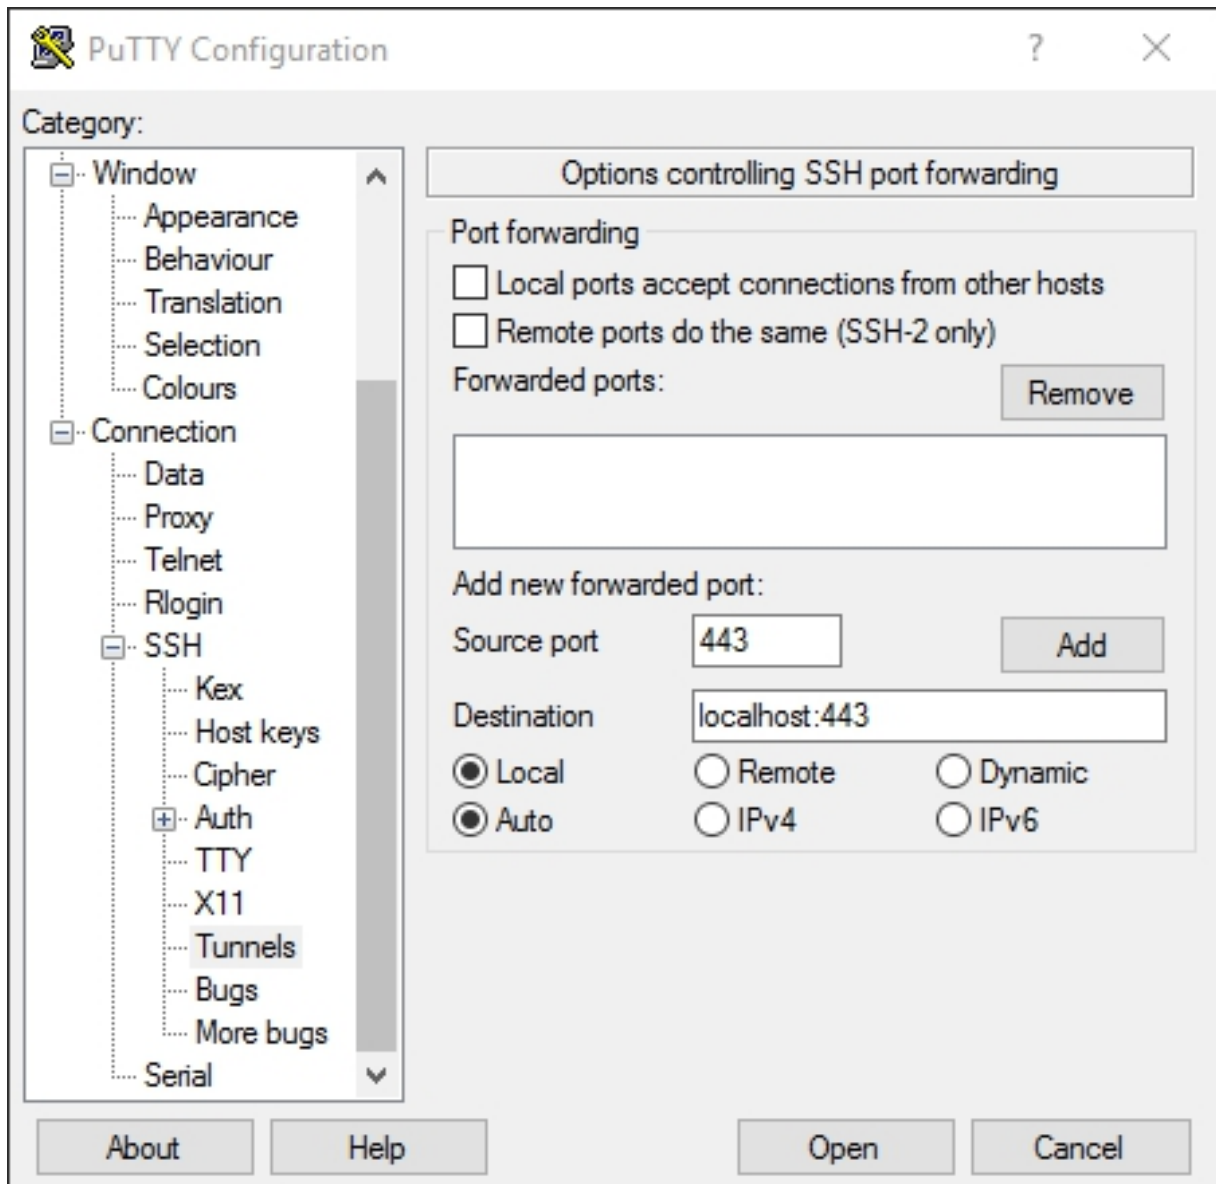 PuTTY Configuration ? ×
Category:
Window
Appearance
Behaviour
Translation
Selection
Colours
Connection
Data
Proxy
Telnet
Rlogin
SSH
Kex
Host keys
Cipher
Auth
TTY
X11
Tunnels
Bugs
More bugs
Serial
Options controlling SSH port forwarding
Port forwarding
Local ports accept connections from other hosts
Remote ports do the same (SSH-2 only)
Forwarded ports: Remove
Add new forwarded port:
Source port 443 Add
Destination localhost:443
Local Remote Dynamic
Auto IPv4 IPv6
About Help Open Cancel